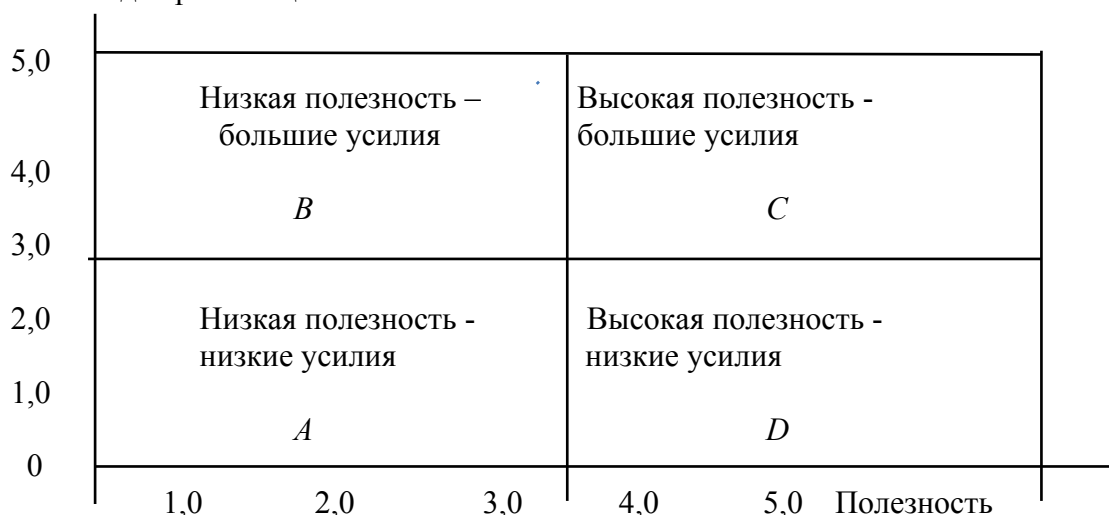 5,0
Низкая полезность –
большие усилия
Высокая полезность -
большие усилия
4,0
B
C
3,0
2,0
Низкая полезность -
низкие усилия
Высокая полезность -
низкие усилия
1,0
A
D
0
1,0 2,0 3,0 4,0 5,0 Полезность